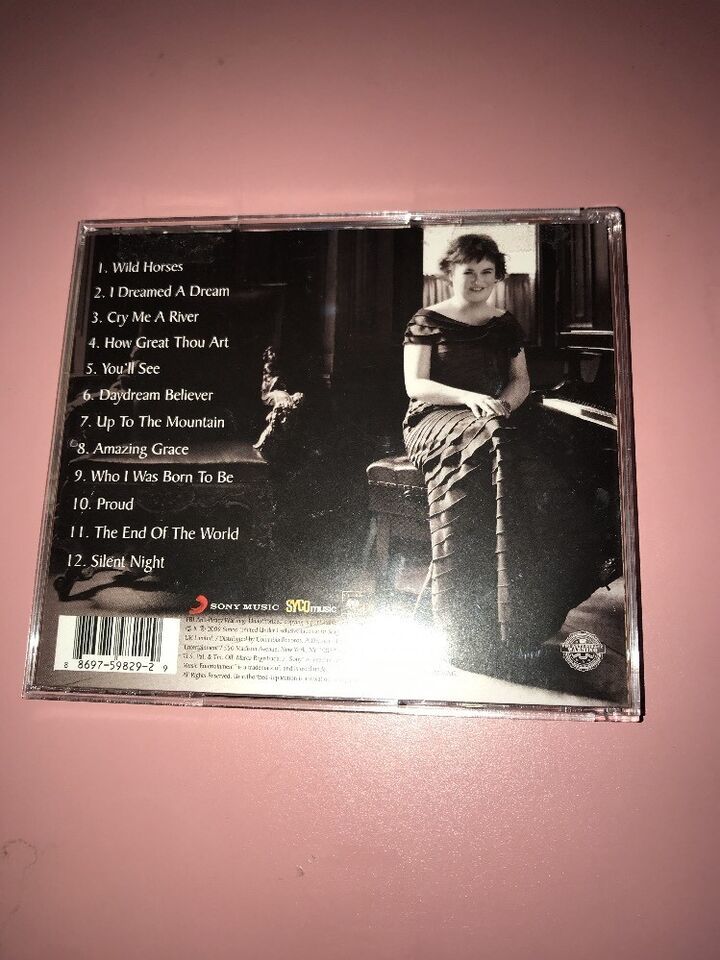 1. Wild Horses
2. I Dreamed A Dream
3. Cry Me A River
4. How Great Thou Art
5. You'll See
6. Daydream Believer
7. Up To The Mountain
8. Amazing Grace
9. Who I Was Born To Be
10. Proud
11. The End Of The World
12. Silent Night
SONY MUSIC SYCOmusic
8 8697-59829-2 9
All Rights Reserved.